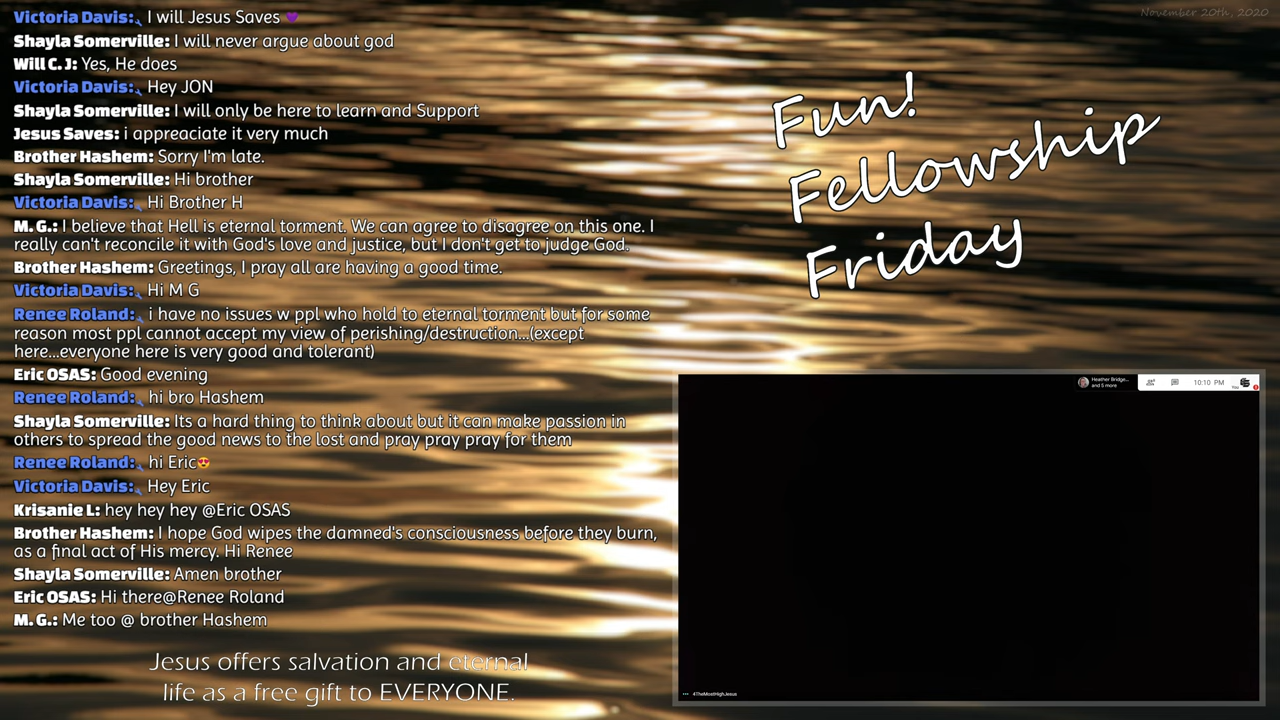 Victoria Davis: I will Jesus Saves 💜
Shayla Somerville: I will never argue about god
Will C. J: Yes, He does
Victoria Davis: Hey JON
Shayla Somerville: I will only be here to learn and Support
Jesus Saves: i appreaciate it very much
Brother Hashem: Sorry I'm late.
Shayla Somerville: Hi brother
Victoria Davis: Hi Brother H
M. G.: I believe that Hell is eternal torment. We can agree to disagree on this one. I
really can't reconcile it with God's love and justice, but I don't get to judge God.
Brother Hashem: Greetings, I pray all are having a good time.
Victoria Davis: Hi M G
Renee Roland: i have no issues w ppl who hold to eternal torment but for some
reason most ppl cannot accept my view of perishing/destruction...(except
here...everyone here is very good and tolerant)
Eric OSAS: Good evening
Renee Roland: hi bro Hashem
Shayla Somerville: Its a hard thing to think about but it can make passion in
others to spread the good news to the lost and pray pray pray for them
Renee Roland: hi Eric😍
Victoria Davis: Hey Eric
Krisanie L: hey hey hey @Eric OSAS
Brother Hashem: I hope God wipes the damned's consciousness before they burn,
as a final act of His mercy. Hi Renee
Shayla Somerville: Amen brother
Eric OSAS: Hi there@Renee Roland
M. G.: Me too @ brother Hashem
Jesus offers salvation and eternal
life as a free gift to EVERYONE.
November 20th, 2020
Fun!
Fellowship
Friday
Heather Bridge...
and 5 more
10:10 PM
You
4TheMostHighJesus